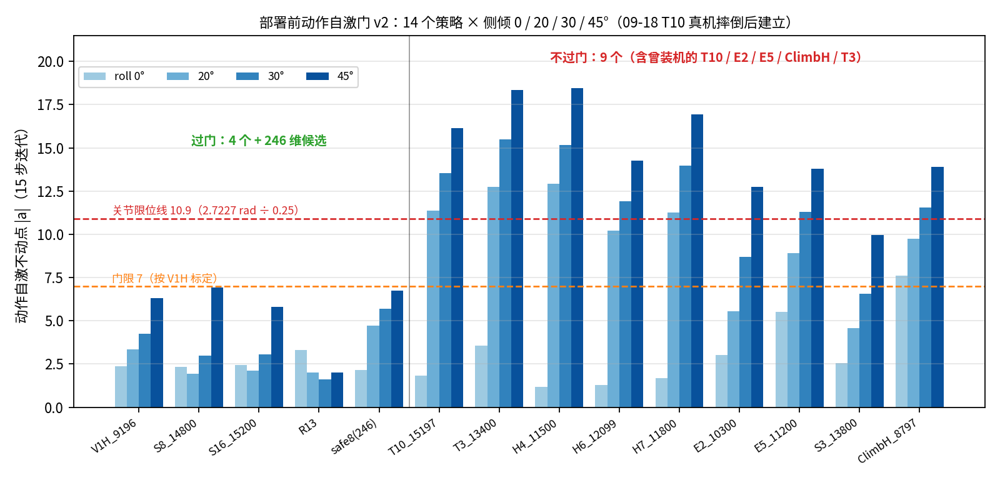 部署前动作自激门 v2：14 个策略 × 侧倾 0 / 20 / 30 / 45°（09-18 T10 真机摔倒后建立）
不过门：9 个（含曾装机的 T10 / E2 / E5 / ClimbH / T3）
roll 0° 20° 30° 45°
过门：4 个 + 246 维候选
关节限位线 10.9（2.7227 rad ÷ 0.25）
门限 7（按 V1H 标定）
动作自激不动点 |a|（15 步迭代）
20.0
17.5
15.0
12.5
10.0
7.5
5.0
2.5
0.0
V1H_9196
S8_14800
S16_15200
R13
safe8(246)
T10_15197
T3_13400
H4_11500
H6_12099
H7_11800
E2_10300
E5_11200
S3_13800
ClimbH_8797